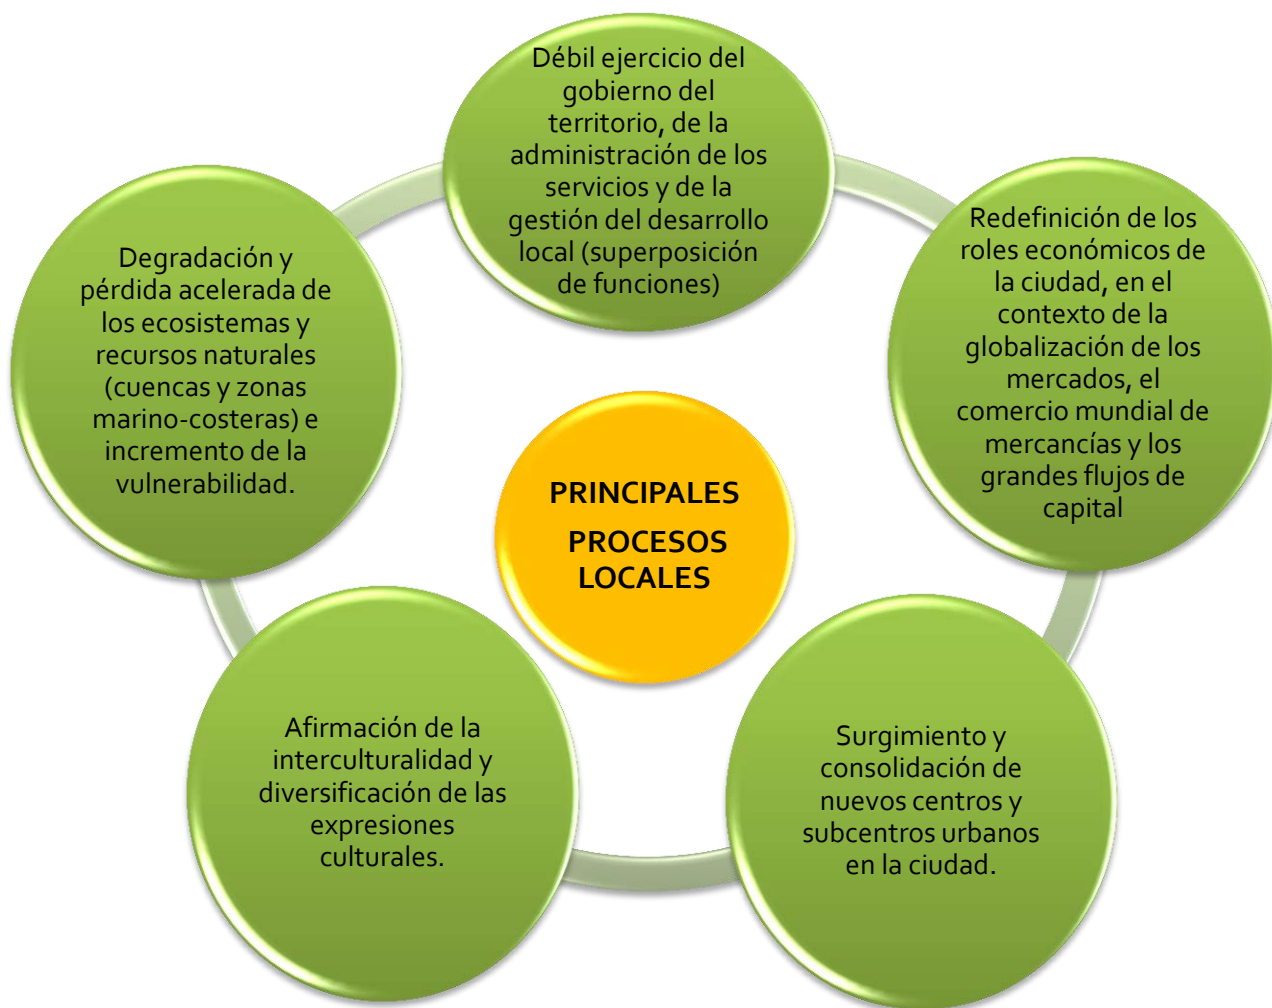 Débil ejercicio del
gobierno del
territorio, de la
administración de los
servicios y de la
gestión del desarrollo
local (superposición
de funciones)
Redefinición de los
roles económicos de
la ciudad, en el
contexto de la
globalización de los
mercados, el
comercio mundial de
mercancías y los
grandes flujos de
capital
Surgimiento y
consolidación de
nuevos centros y
subcentros urbanos
en la ciudad.
Afirmación de la
interculturalidad y
diversificación de las
expresiones
culturales.
Degradación y
pérdida acelerada de
los ecosistemas y
recursos naturales
(cuencas y zonas
marino-costeras) e
incremento de la
vulnerabilidad.
PRINCIPALES
PROCESOS
LOCALES